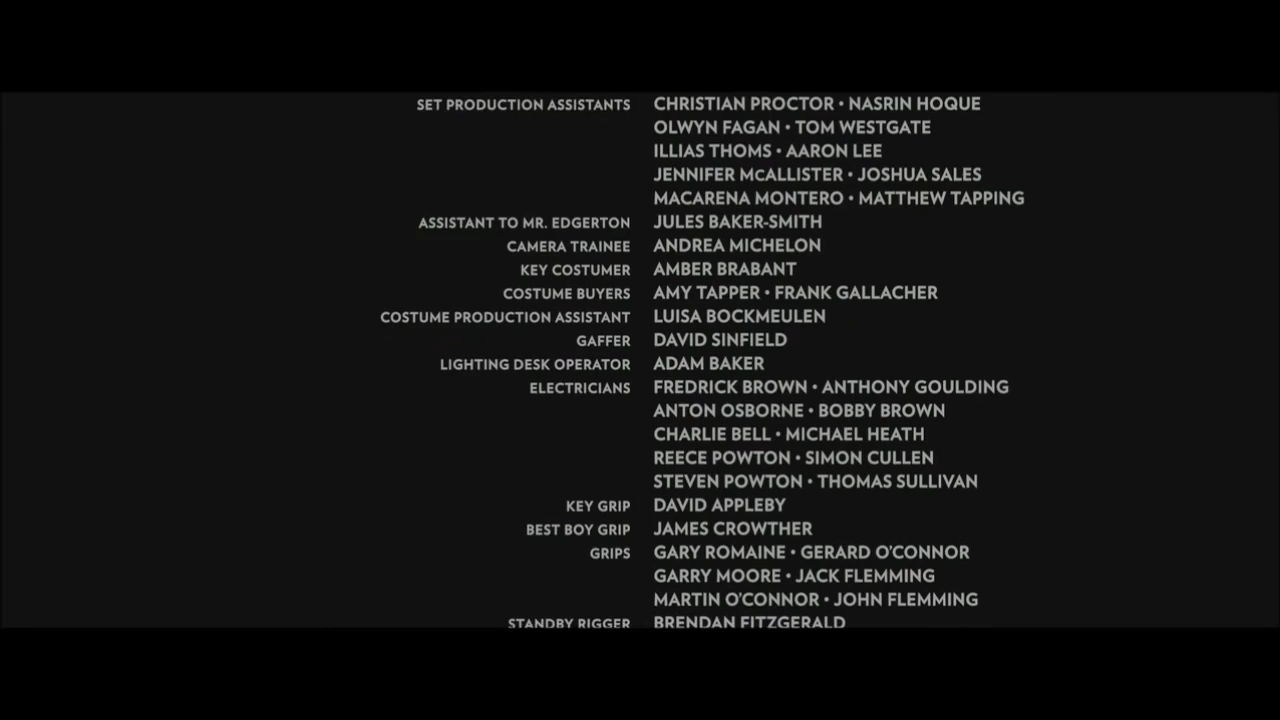 SET PRODUCTION ASSISTANTS CHRISTIAN PROCTOR • NASRIN HOQUE
OLWYN FAGAN • TOM WESTGATE
ILLIAS THOMS • AARON LEE
JENNIFER McALLISTER • JOSHUA SALES
MACARENA MONTERO • MATTHEW TAPPING
ASSISTANT TO MR. EDGERTON JULES BAKER-SMITH
CAMERA TRAINEE ANDREA MICHELON
KEY COSTUMER AMBER BRABANT
COSTUME BUYERS AMY TAPPER • FRANK GALLACHER
COSTUME PRODUCTION ASSISTANT LUISA BOCKMEULEN
GAFFER DAVID SINFIELD
LIGHTING DESK OPERATOR ADAM BAKER
ELECTRICIANS FREDRICK BROWN • ANTHONY GOULDING
ANTON OSBORNE • BOBBY BROWN
CHARLIE BELL • MICHAEL HEATH
REECE POWTON • SIMON CULLEN
STEVEN POWTON • THOMAS SULLIVAN
KEY GRIP DAVID APPLEBY
BEST BOY GRIP JAMES CROWTHER
GRIPS GARY ROMAINE • GERARD O'CONNOR
GARRY MOORE • JACK FLEMMING
MARTIN O'CONNOR • JOHN FLEMMING
STANDBY RIGGER BRENDAN FITZGERALD